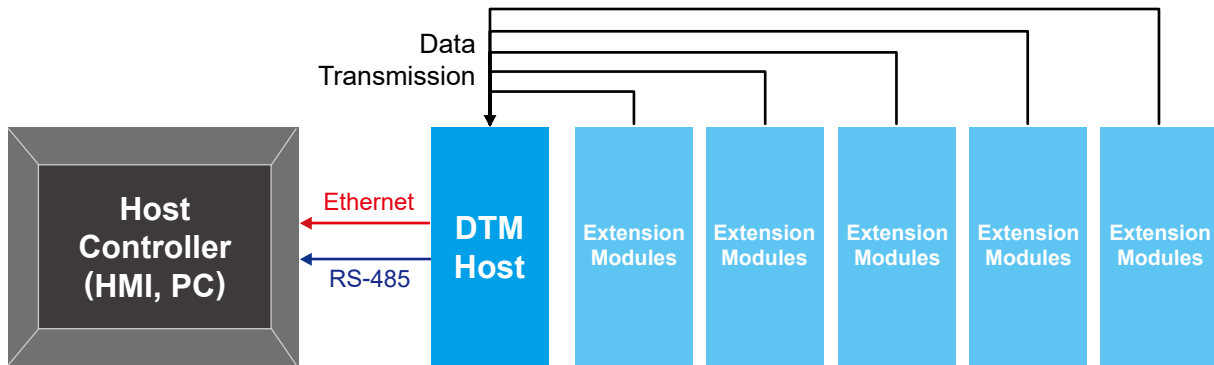 Data
Transmission
Host
Controller
(HMI, PC)
Ethernet
RS-485
DTM
Host
Extension
Modules
Extension
Modules
Extension
Modules
Extension
Modules
Extension
Modules